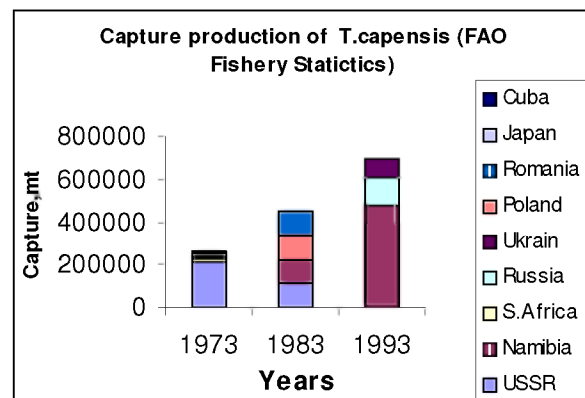 Capture production of T.capensis (FAO
Fishery Statictics)
Capture,mt
800000
600000
400000
200000
0
1973 1983 1993
Years
Cuba
Japan
Romania
Poland
Ukrain
Russia
S.Africa
Namibia
USSR